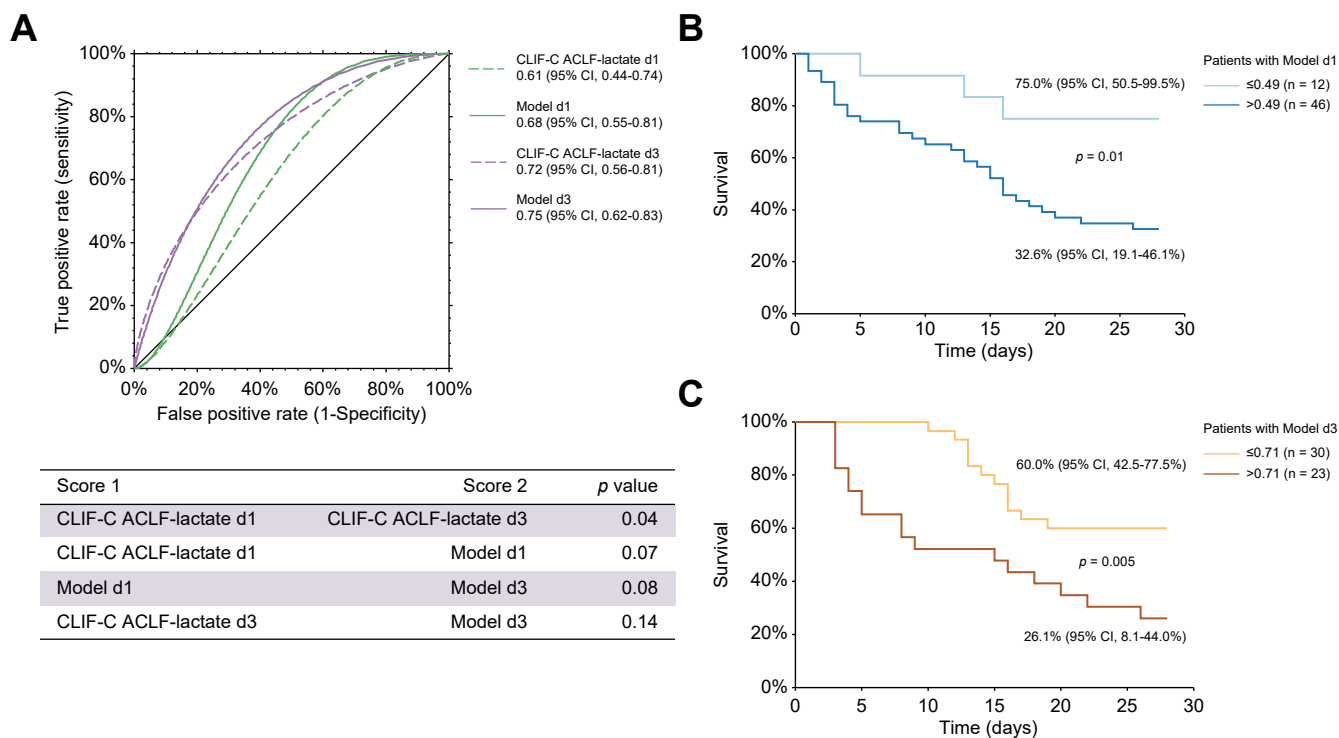 A
100%
80%
60%
40%
20%
0%
True positive rate (sensitivity)
0% 20% 40% 60% 80% 100%
False positive rate (1-Specificity)
CLIF-C ACLF-lactate d1
0.61 (95% CI, 0.44-0.74)
Model d1
0.68 (95% CI, 0.55-0.81)
CLIF-C ACLF-lactate d3
0.72 (95% CI, 0.56-0.81)
Model d3
0.75 (95% CI, 0.62-0.83)
Score 1 Score 2 p value
CLIF-C ACLF-lactate d1 CLIF-C ACLF-lactate d3 0.04
CLIF-C ACLF-lactate d1 Model d1 0.07
Model d1 Model d3 0.08
CLIF-C ACLF-lactate d3 Model d3 0.14
B
100%
80%
60%
40%
20%
0%
Survival
0 5 10 15 20 25 30
Time (days)
75.0% (95% CI, 50.5-99.5%)
p = 0.01
32.6% (95% CI, 19.1-46.1%)
Patients with Model d1
≤0.49 (n = 12)
>0.49 (n = 46)
C
100%
80%
60%
40%
20%
0%
Survival
0 5 10 15 20 25 30
Time (days)
60.0% (95% CI, 42.5-77.5%)
p = 0.005
26.1% (95% CI, 8.1-44.0%)
Patients with Model d3
≤0.71 (n = 30)
>0.71 (n = 23)